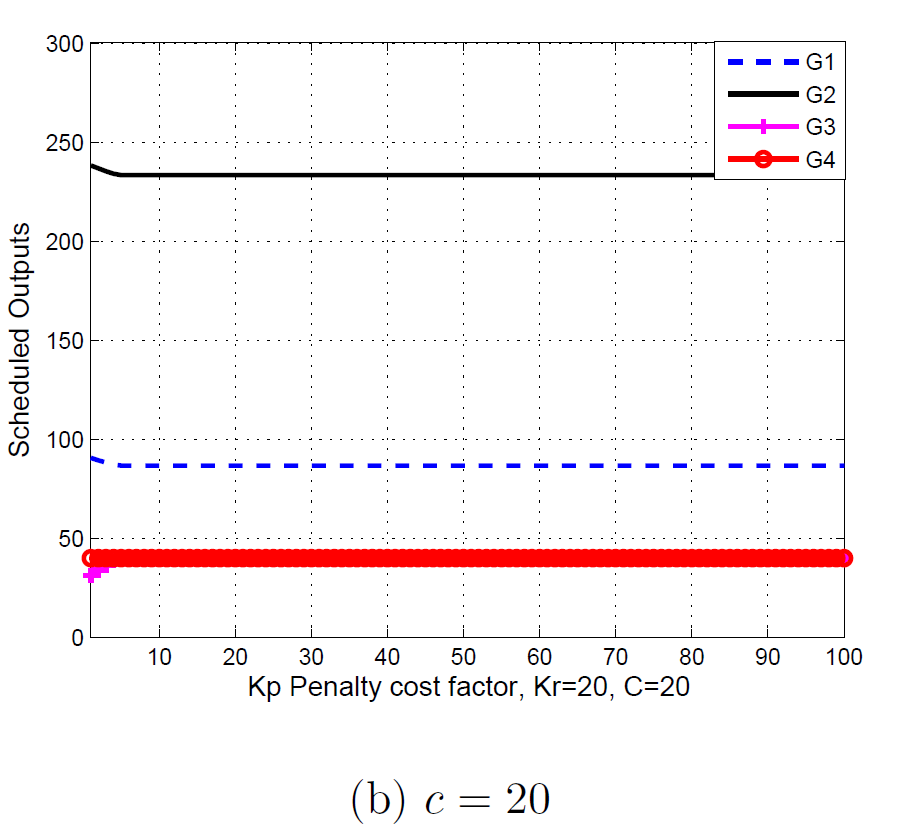 300
250
200
150
100
50
0
Scheduled Outputs
G1
G2
G3
G4
10 20 30 40 50 60 70 80 90 100
Kp Penalty cost factor, Kr=20, C=20
(b) c = 20